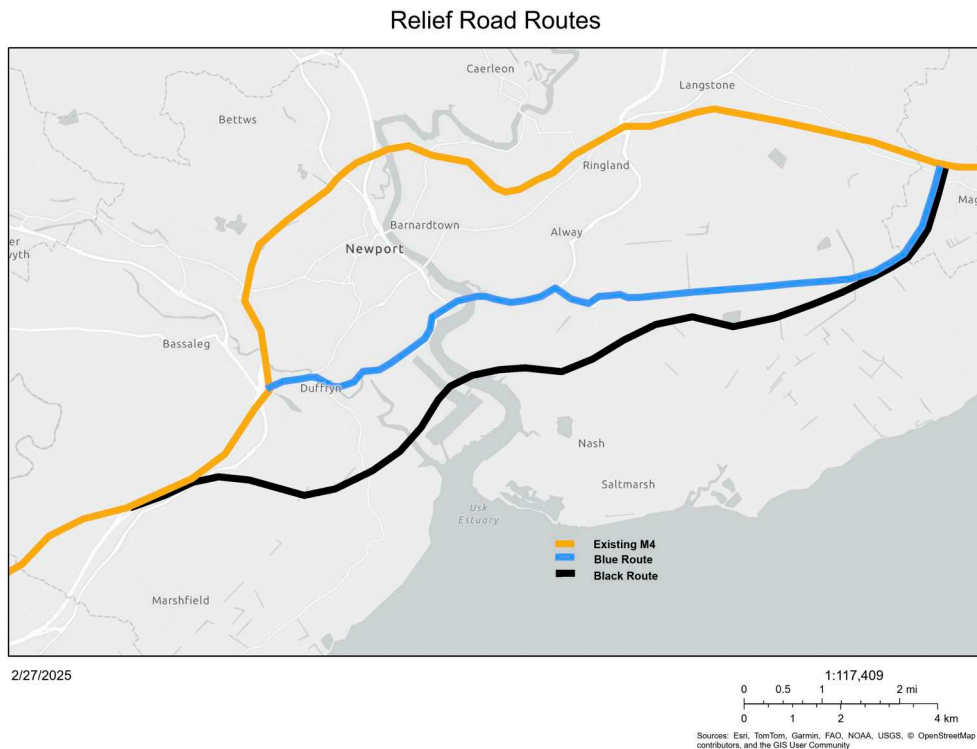 Relief Road Routes
Caerleon
Langstone
Bettws
Ringland
Barnardtown
Alway
Newport
Mag
er
wyth
Bassaleg
Duffryn
Nash
Saltmarsh
Usk
Estuary
Existing M4
Blue Route
Black Route
Marshfield
2/27/2025
1:117,409
0 0.5 1 2 mi
0 1 2 4 km
Sources: Esri, TomTom, Garmin, FAO, NOAA, USGS, © OpenStreetMap
contributors, and the GIS User Community